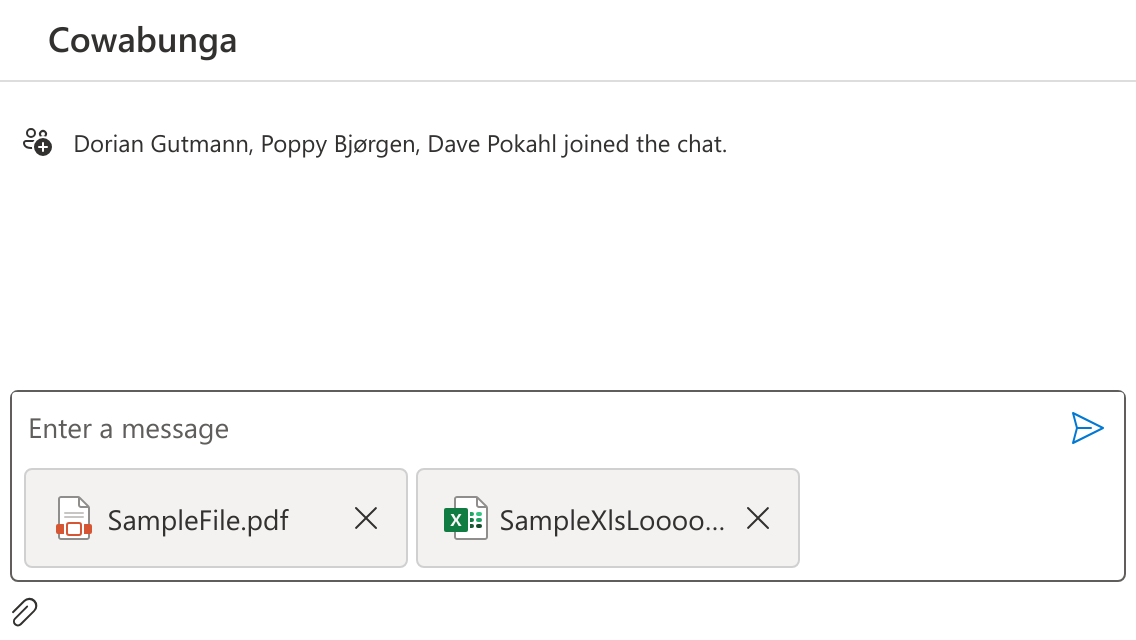 Cowabunga
Dorian Gutmann, Poppy Bjørgen, Dave Pokahl joined the chat.
Enter a message
SampleFile.pdf
X SampleXlsLoooo...